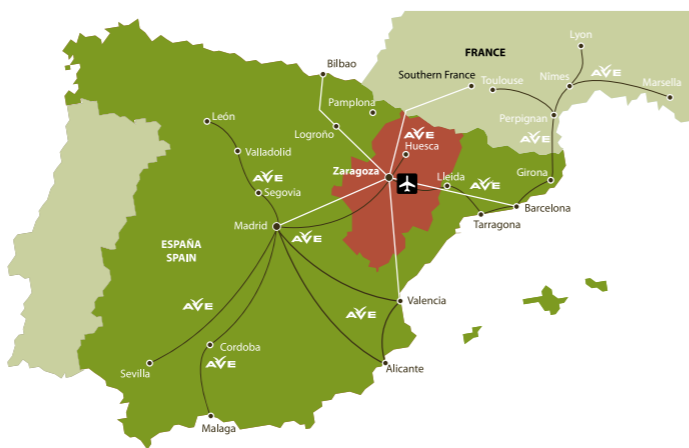 Lyon
FRANCE
Bilbao
Southern France
Toulouse
Nimes
AVE
Marsella
Pamplona
León
Perpignan
Logroño
AVE
AVE
Huesca
Valladolid
Zaragoza
AVE
Lleida
AVE
Girona
Segovia
Barcelona
Madrid
Tarragona
AVE
ESPAÑA
SPAIN
AVE
Valencia
AVE
Cordoba
AVE
Sevilla
Alicante
Malaga